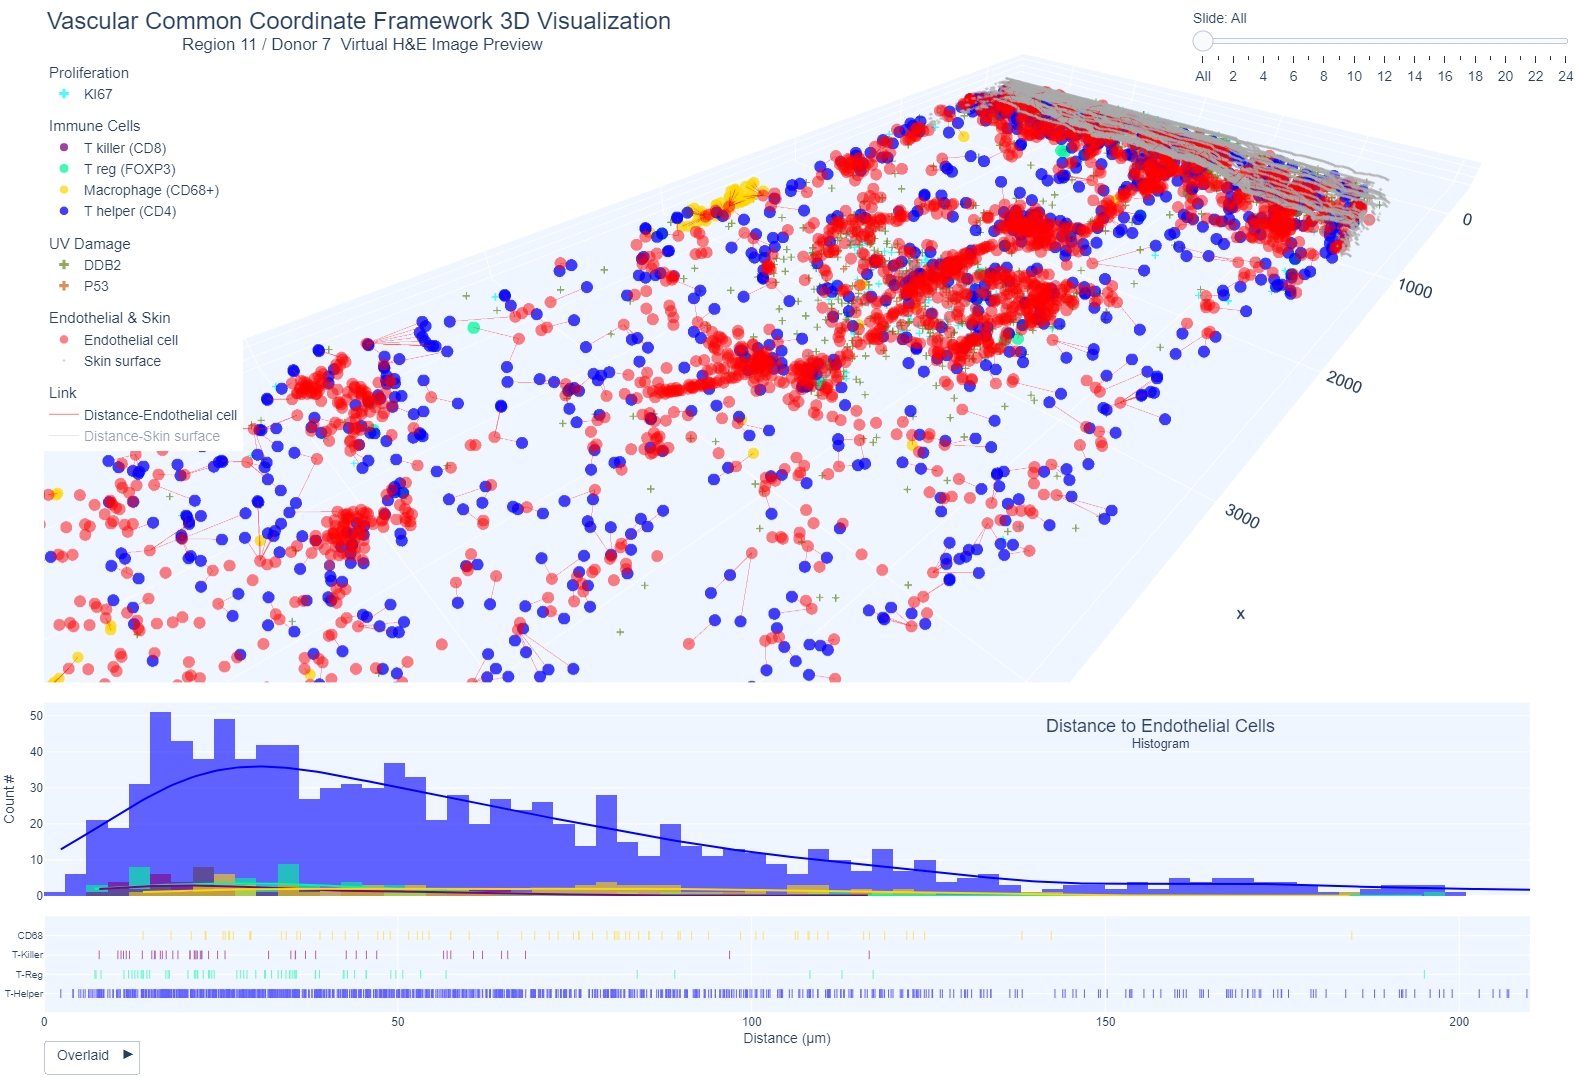 Vascular Common Coordinate Framework 3D Visualization
Region 11 / Donor 7  Virtual H&E Image Preview
Slide: All
All 2 4 6 8 10 12 14 16 18 20 22 24
Proliferation
KI67
Immune Cells
T killer (CD8)
T reg (FOXP3)
Macrophage (CD68+)
T helper (CD4)
UV Damage
DDB2
P53
Endothelial & Skin
Endothelial cell
Skin surface
Link
Distance-Endothelial cell
Distance-Skin surface
0
1000
2000
3000
x
Distance to Endothelial Cells
Histogram
Count #
50
40
30
20
10
0
CD68
T-Killer
T-Reg
T-Helper
0 50 100 150 200
Distance (μm)
Overlaid ►